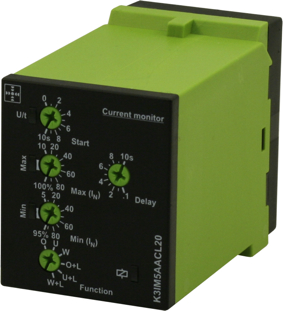 Current monitor
U/t
0 2
4
6
10s 8
Start
10 20
Max
40
60
100% 80
Max (IN)
8 10s
6
4
2 .1
Delay
5 20
Min
40
60
95% 80
Min (IN)
O U
W
O+L
U+L
W+L
Function
K3IM5AACL20